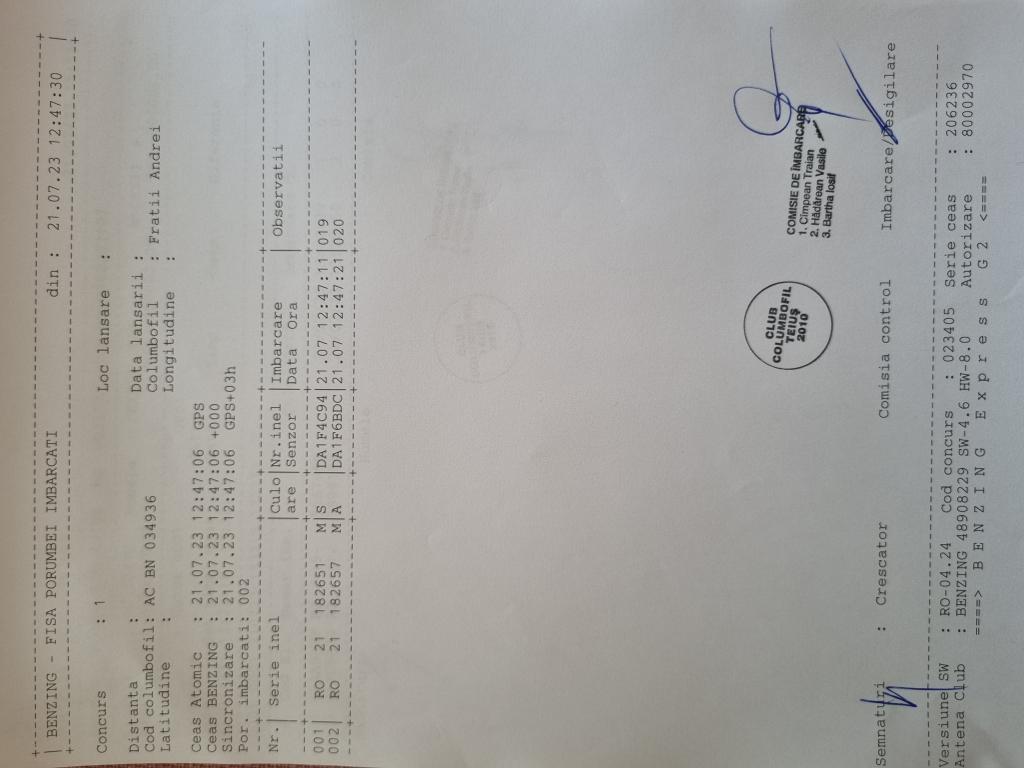 +--------------------------------------------------------------------------+
| BENZING - FISA PORUMBEI IMBARCATI din : 21.07.23 12:47:30 |
+--------------------------------------------------------------------------+
Concurs : 1 Loc lansare :
Distanta : Data lansarii :
Cod columbofil: AC BN 034936 Columbofil : Fratii Andrei
Latitudine : Longitudine :
Ceas Atomic : 21.07.23 12:47:06 GPS
Ceas BENZING : 21.07.23 12:47:06 +000
Sincronizare : 21.07.23 12:47:06 GPS+03h
Por. imbarcati: 002
Nr.| Serie inel |Culo|Nr.inel |Imbarcare | Observatii
|are |Senzor |Data Ora |
001| RO 21 182651 M|S |DA1F4C94|21.07 12:47:11|019
002| RO 21 182657 M|A |DA1F6BDC|21.07 12:47:21|020
CLUB
COLUMBOFIL
TEIUȘ
2010
COMISIE DE ÎMBARCARE
1. Cîmpean Traian
2. Hădărean Vasile
3. Barna Iosif
Semnaturi : Crescator Comisia control Imbarcare/Desigilare
Versiune SW : RO-04.24 Cod concurs : 023405 Serie ceas : 206236
Antena Club : BENZING 48908229 SW-4.6 HW-8.0 Autorizare : 80002970
====> B E N Z I N G E x p r e s s G 2 <====